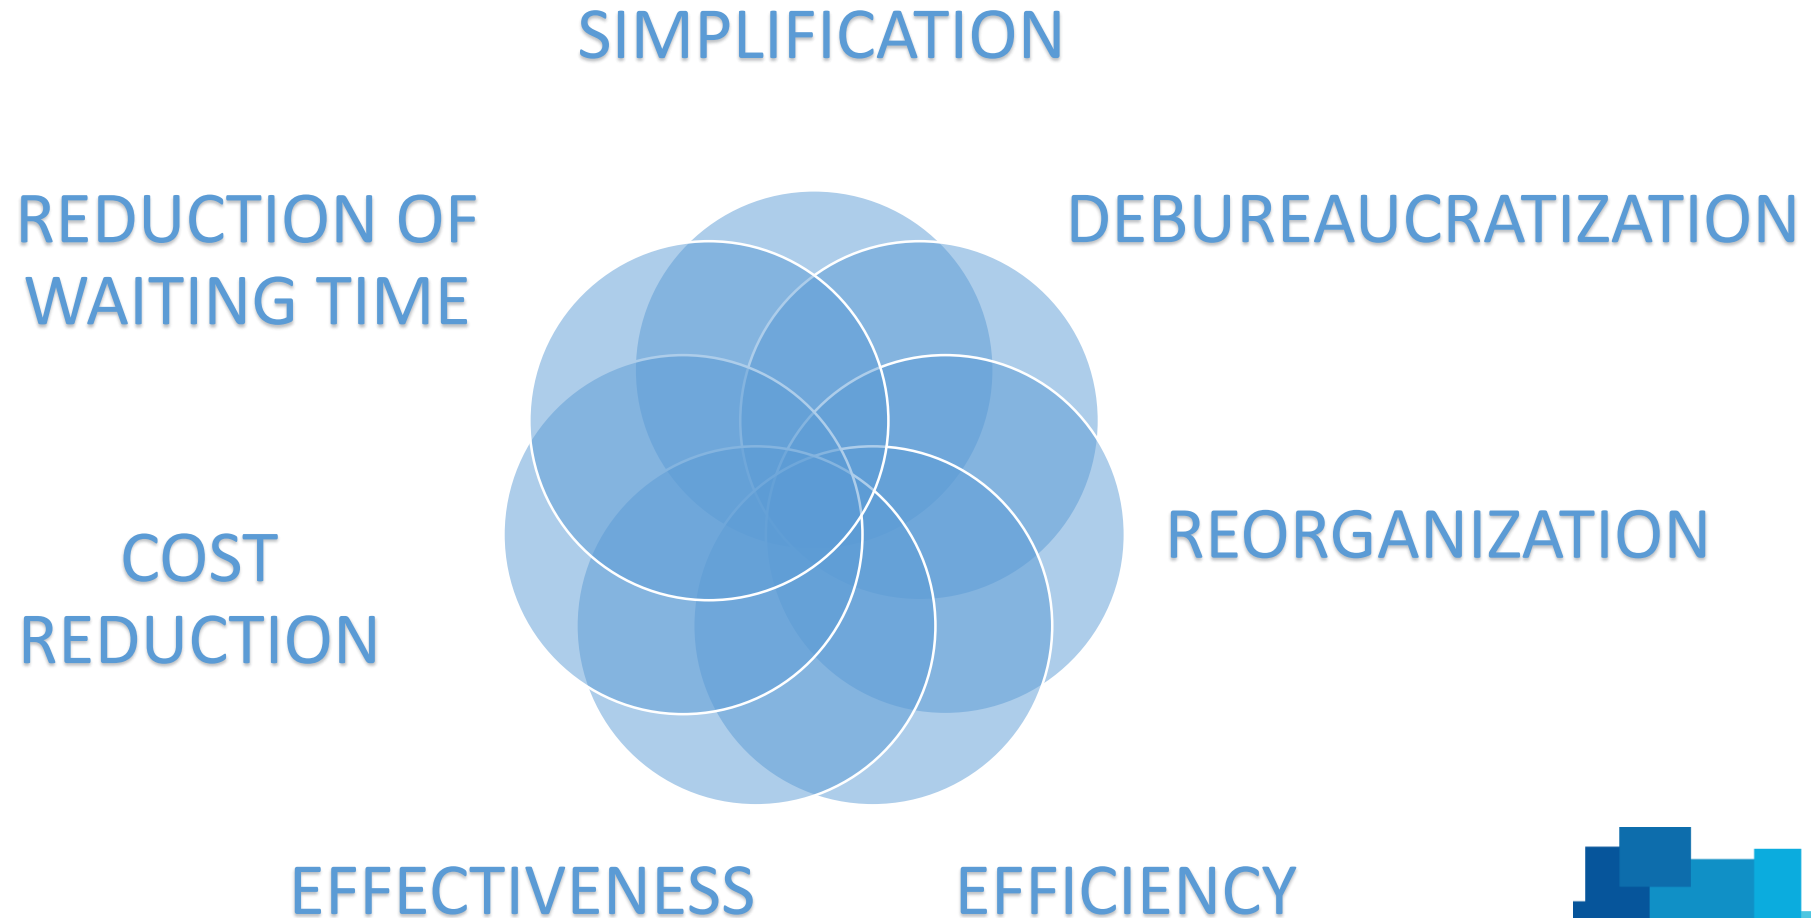 SIMPLIFICATION
REDUCTION OF
WAITING TIME
DEBUREAUCRATIZATION
COST
REDUCTION
REORGANIZATION
EFFECTIVENESS
EFFICIENCY